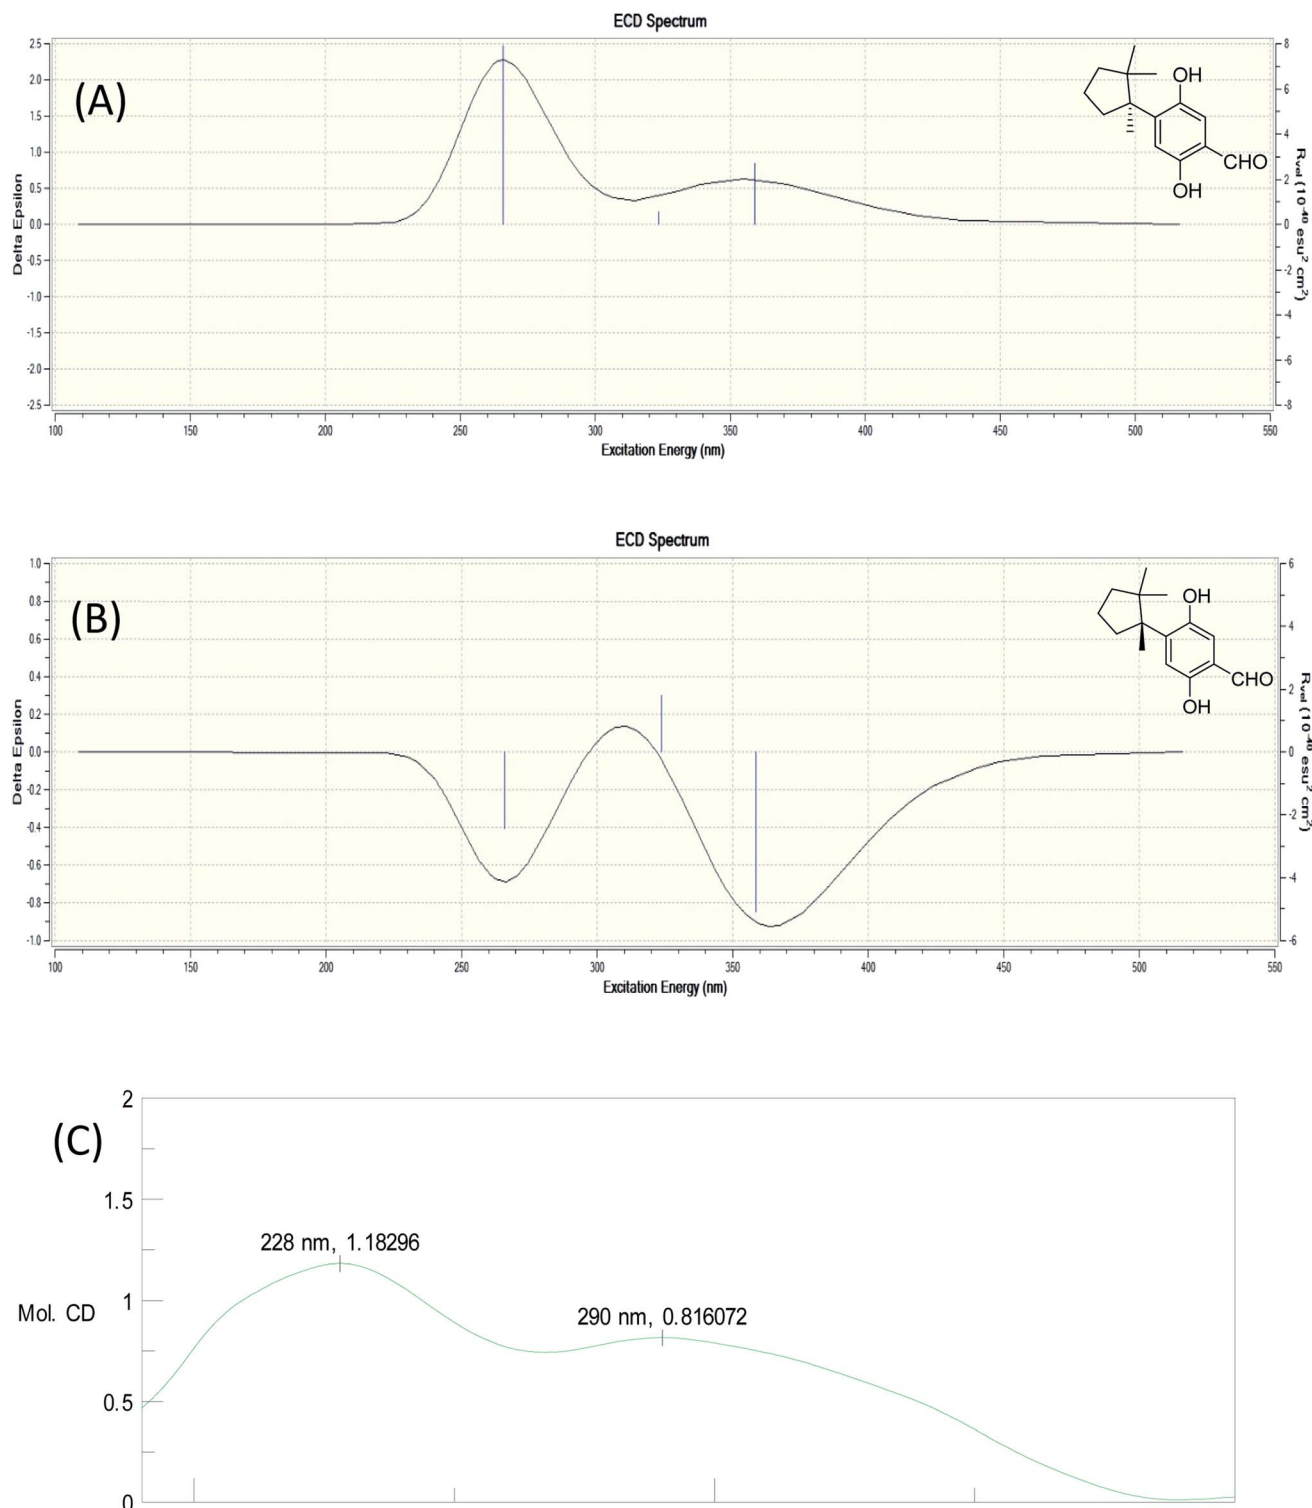 ECD Spectrum
(A)
2.5
2.0
1.5
1.0
0.5
0.0
-0.5
-1.0
-1.5
-2.0
-2.5
Delta Epsilon
8
6
4
2
0
-2
-4
-6
-8
Rvel (10-40 esu2 cm2)
OH
CHO
OH
100 150 200 250 300 350 400 450 500 550
Excitation Energy (nm)
ECD Spectrum
(B)
1.0
0.8
0.6
0.4
0.2
0.0
-0.2
-0.4
-0.6
-0.8
-1.0
Delta Epsilon
6
4
2
0
-2
-4
-6
Rvel (10-40 esu2 cm2)
OH
CHO
OH
100 150 200 250 300 350 400 450 500 550
Excitation Energy (nm)
(C)
2
1.5
1
0.5
0
Mol. CD
228 nm, 1.18296
290 nm, 0.816072